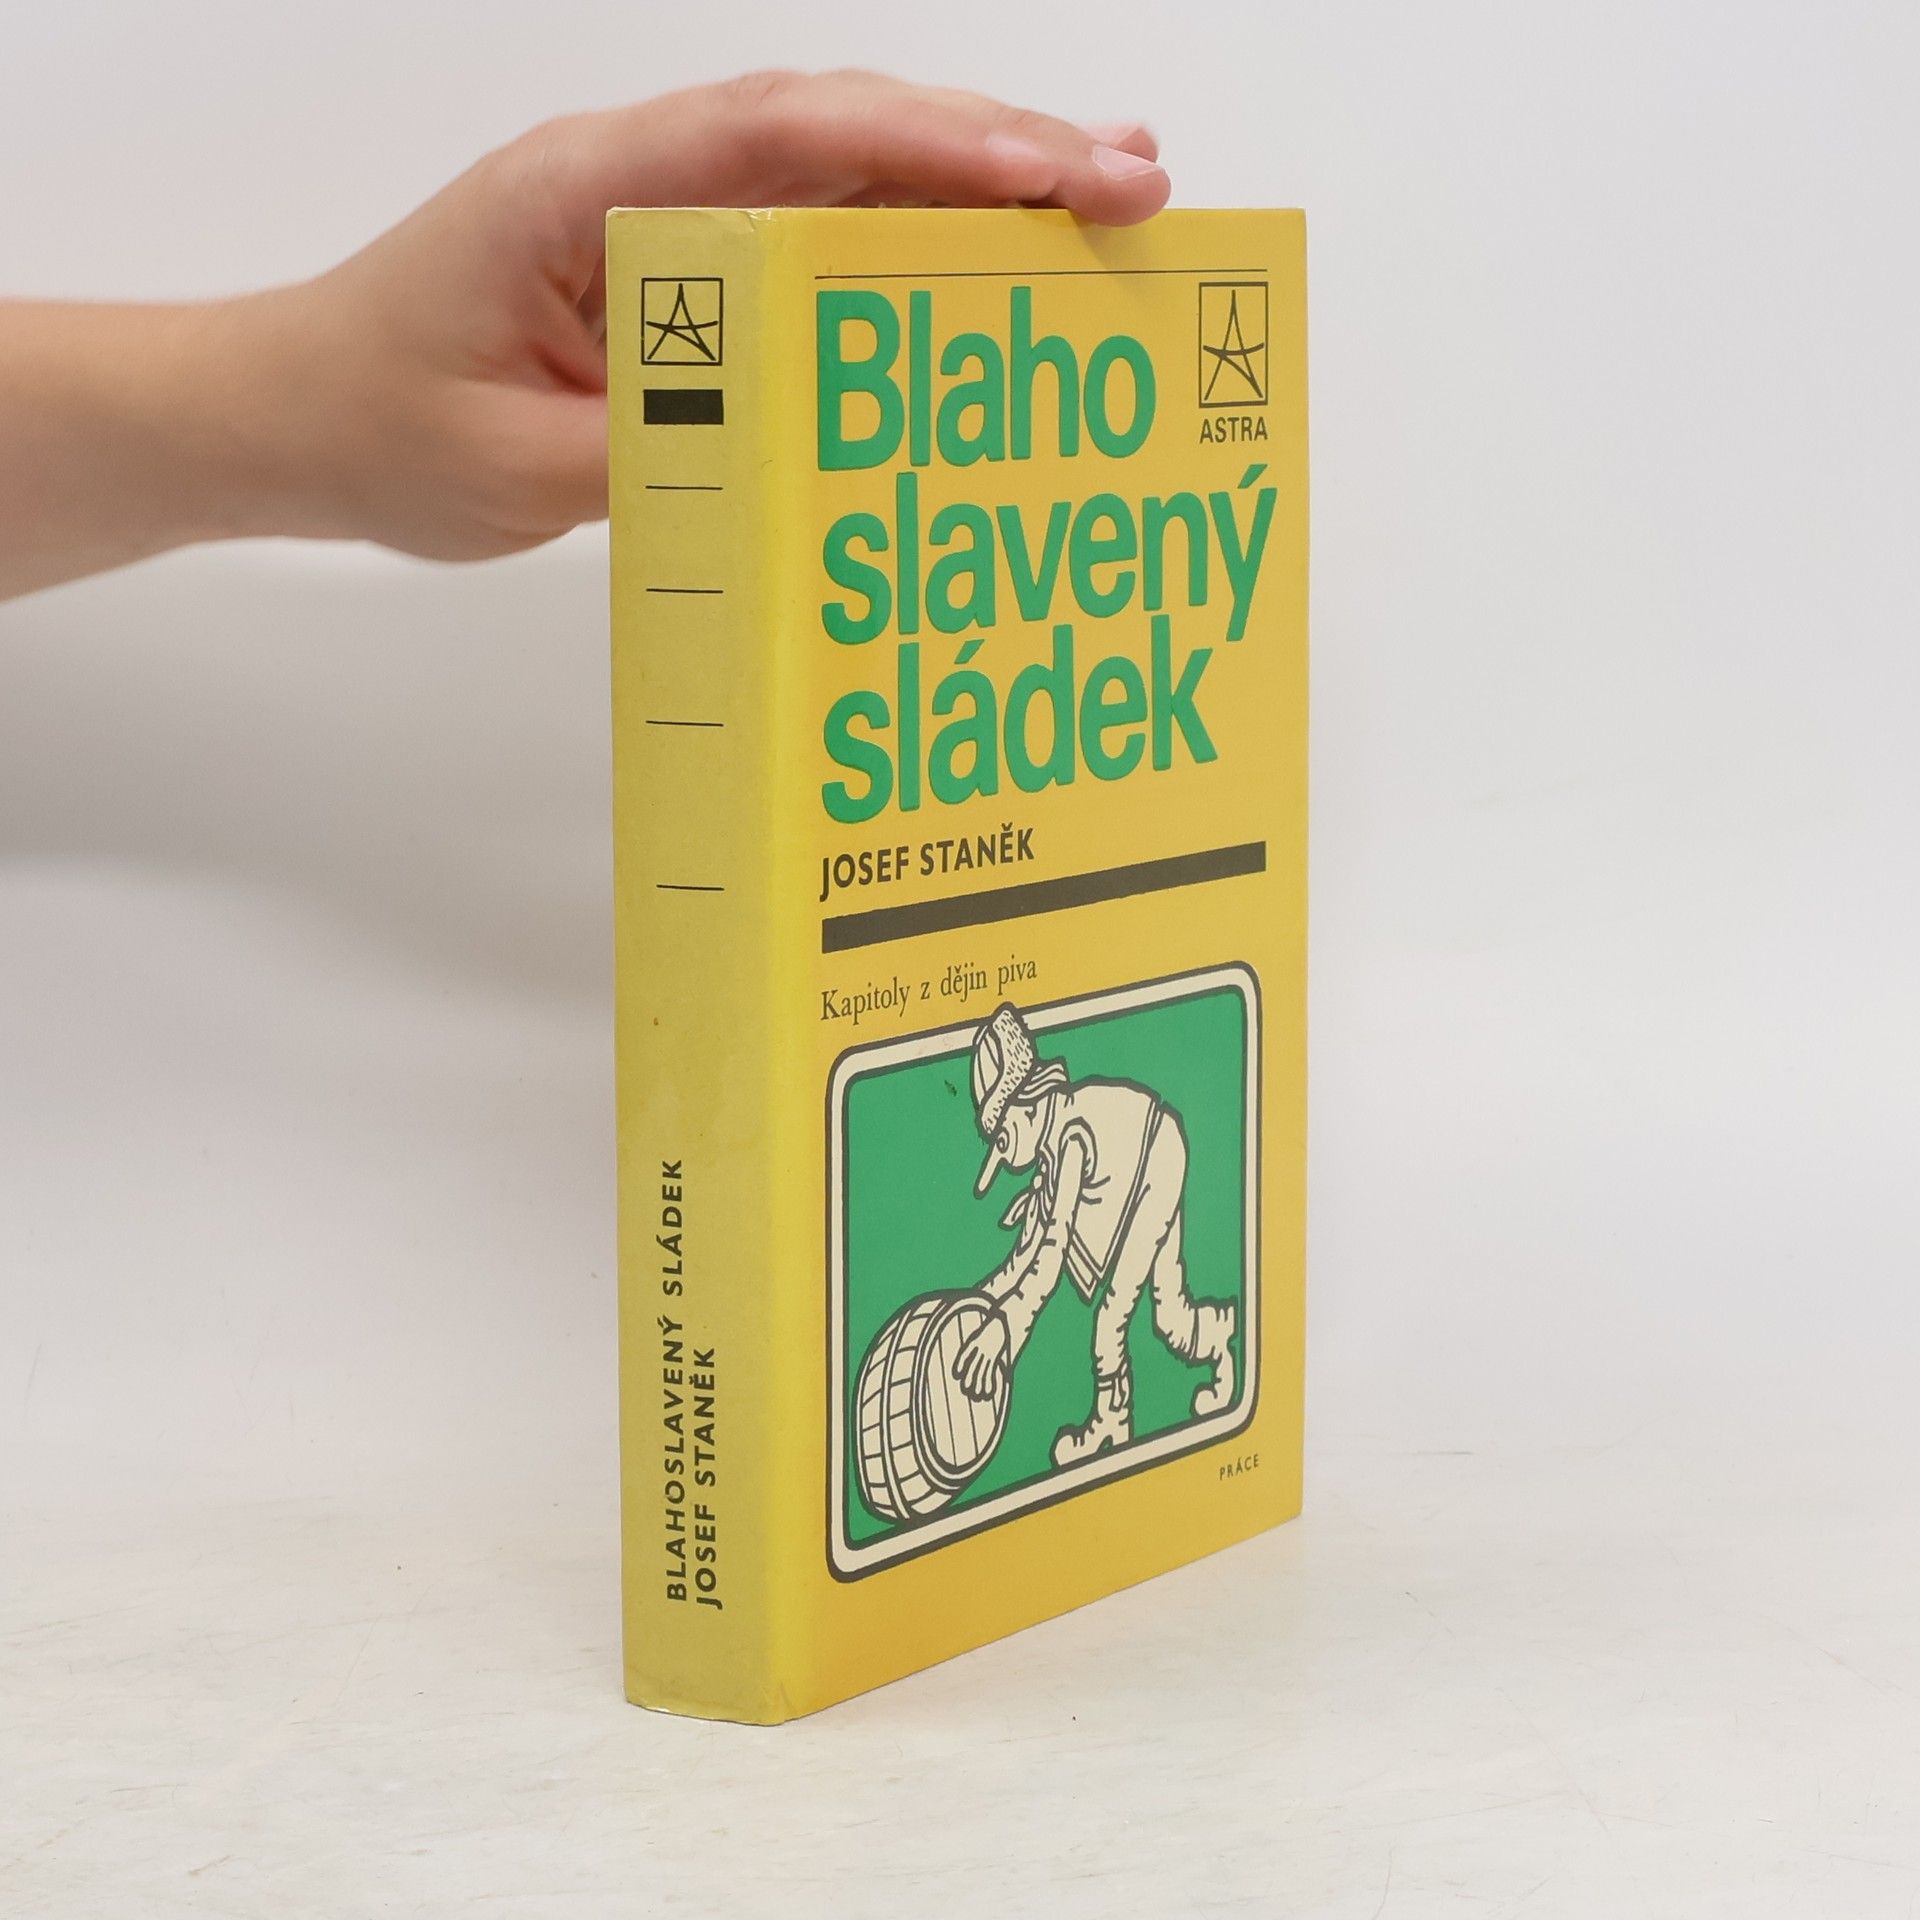 Blaho
slavený
sládek
ASTRA
JOSEF STANĚK
Kapitoly z dějin piva
PRÁCE
BLAHOSLAVENÝ SLÁDEK
JOSEF STANĚK